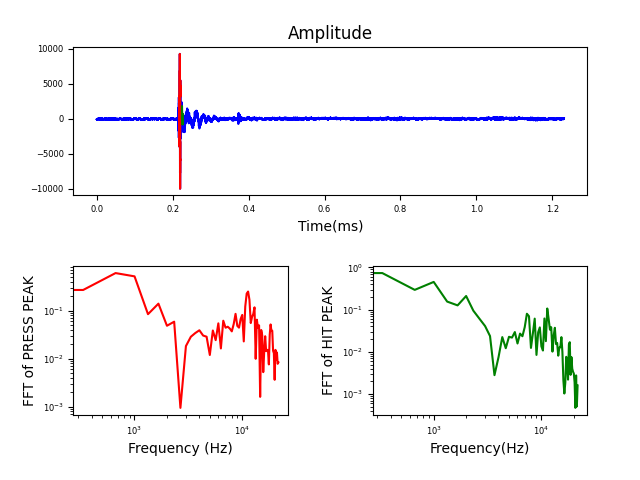 Amplitude
10000
5000
0
−5000
−10000
0.0 0.2 0.4 0.6 0.8 1.0 1.2
Time(ms)
FFT of PRESS PEAK
10⁻¹
10⁻²
10⁻³
10³ 10⁴
Frequency (Hz)
FFT of HIT PEAK
10⁰
10⁻¹
10⁻²
10⁻³
10³ 10⁴
Frequency(Hz)